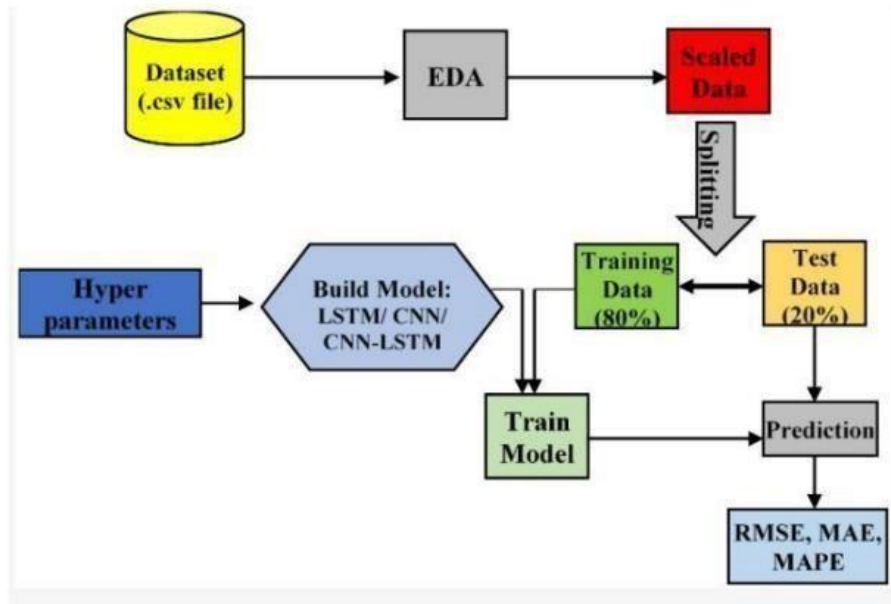 Dataset
(.csv file)
EDA
Scaled
Data
Splitting
Hyper
parameters
Build Model:
LSTM/ CNN/
CNN-LSTM
Training
Data
(80%)
Test
Data
(20%)
Train
Model
Prediction
RMSE, MAE,
MAPE